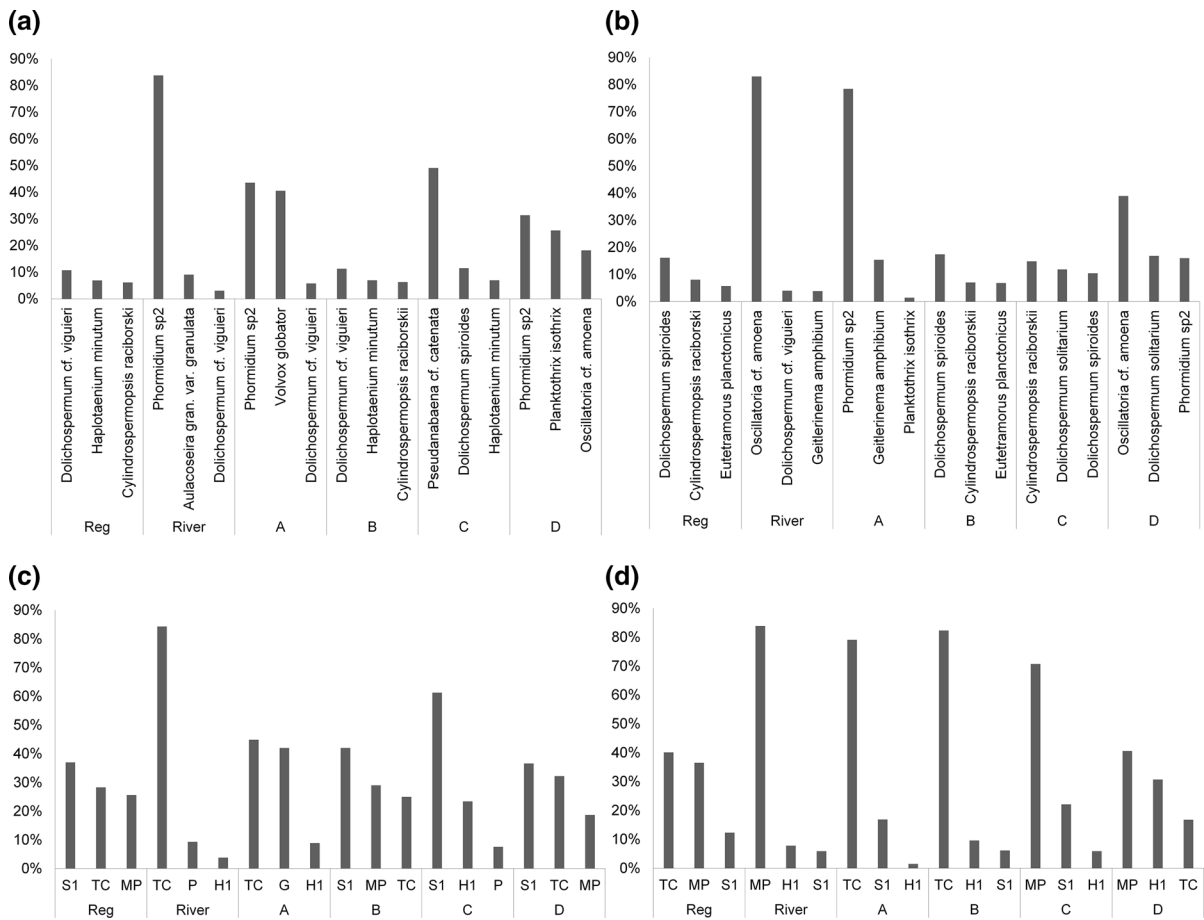 (a)
90%
80%
70%
60%
50%
40%
30%
20%
10%
0%
Dolichospermum cf. viguieri
Haplotaenium minutum
Cylindrospermopsis raciborski
Phormidium sp2
Aulacoseira gran. var. granulata
Dolichospermum cf. viguieri
Phormidium sp2
Volvox globator
Dolichospermum cf. viguieri
Dolichospermum cf. viguieri
Haplotaenium minutum
Cylindrospermopsis raciborskii
Pseudanabaena cf. catenata
Dolichospermum spiroides
Haplotaenium minutum
Phormidium sp2
Planktothrix isothrix
Oscillatoria cf. amoena
Reg River A B C D
(b)
90%
80%
70%
60%
50%
40%
30%
20%
10%
0%
Dolichospermum spiroides
Cylindrospermopsis raciborski
Eutetramorus planctonicus
Oscillatoria cf. amoena
Dolichospermum cf. viguieri
Geitlerinema amphibium
Phormidium sp2
Geitlerinema amphibium
Planktothrix isothrix
Dolichospermum spiroides
Cylindrospermopsis raciborskii
Eutetramorus planctonicus
Cylindrospermopsis raciborskii
Dolichospermum solitarium
Dolichospermum spiroides
Oscillatoria cf. amoena
Dolichospermum solitarium
Phormidium sp2
Reg River A B C D
(c)
90%
80%
70%
60%
50%
40%
30%
20%
10%
0%
S1 TC MP TC P H1 TC G H1 S1 MP TC S1 H1 P S1 TC MP
Reg River A B C D
(d)
90%
80%
70%
60%
50%
40%
30%
20%
10%
0%
TC MP S1 MP H1 S1 TC S1 H1 TC H1 S1 MP S1 H1 MP H1 TC
Reg River A B C D